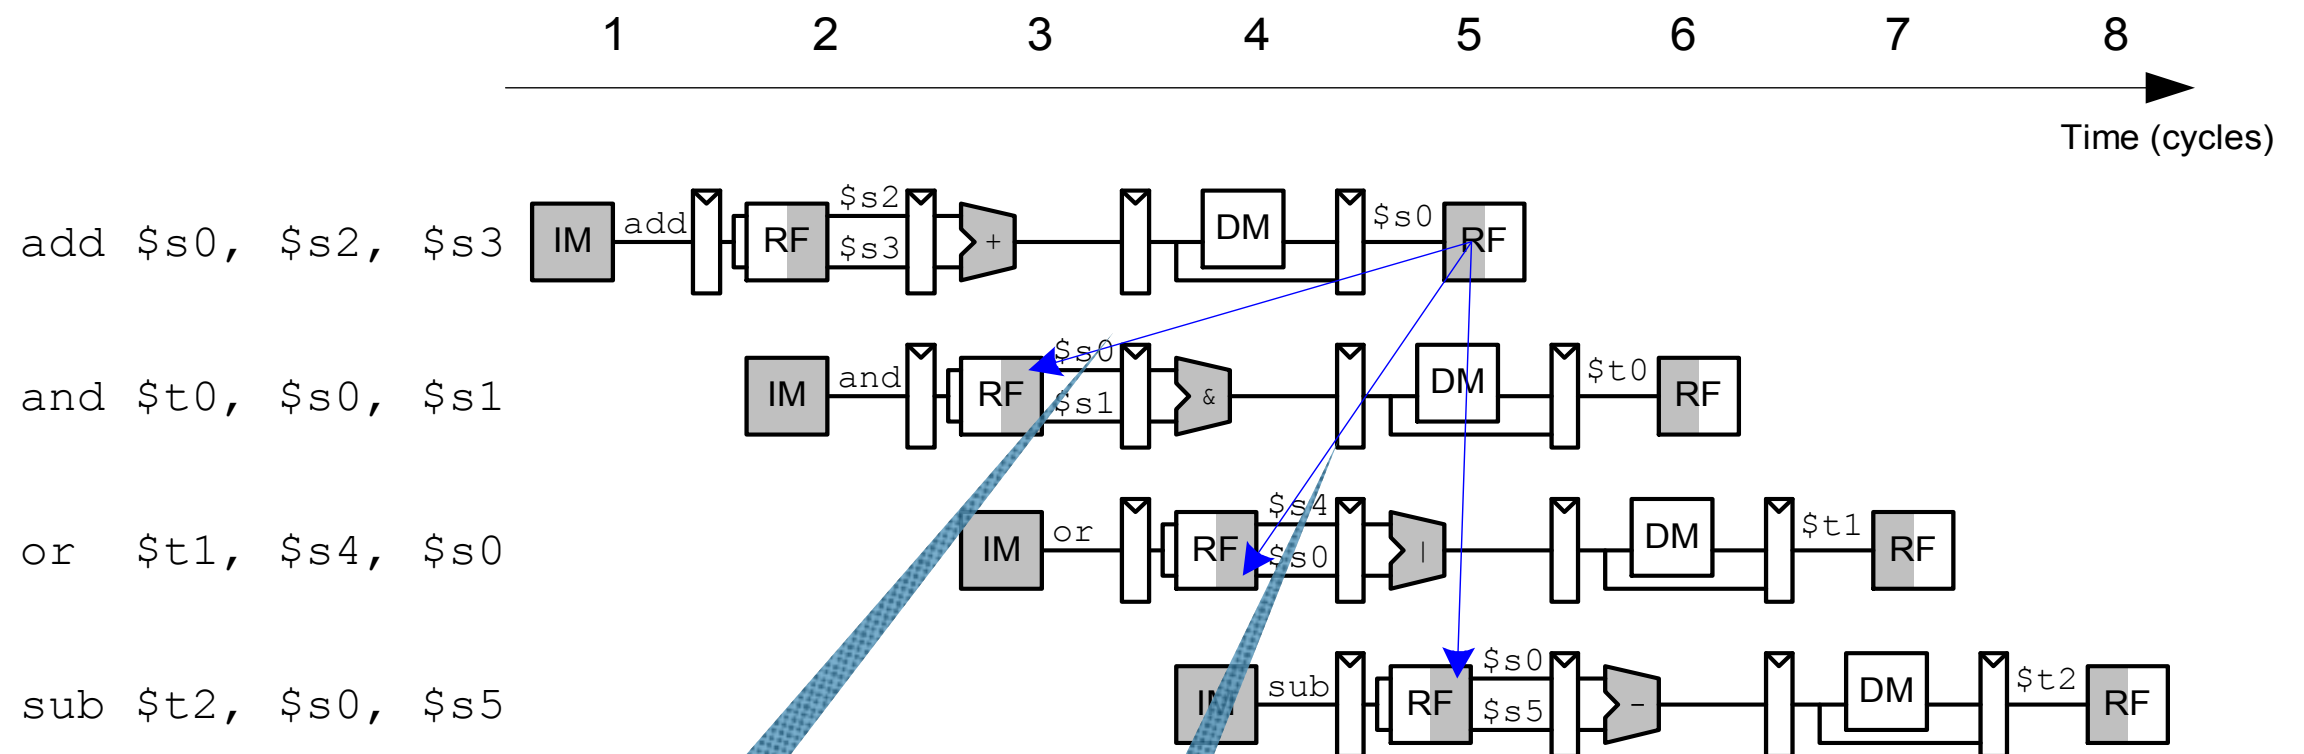 1 2 3 4 5 6 7 8
Time (cycles)
add $s0, $s2, $s3 IM add RF $s2 $s3 + DM $s0 RF
and $t0, $s0, $s1 IM and RF $s0 $s1 & DM $t0 RF
or $t1, $s4, $s0 IM or RF $s4 $s0 | DM $t1 RF
sub $t2, $s0, $s5 IM sub RF $s0 $s5 - DM $t2 RF